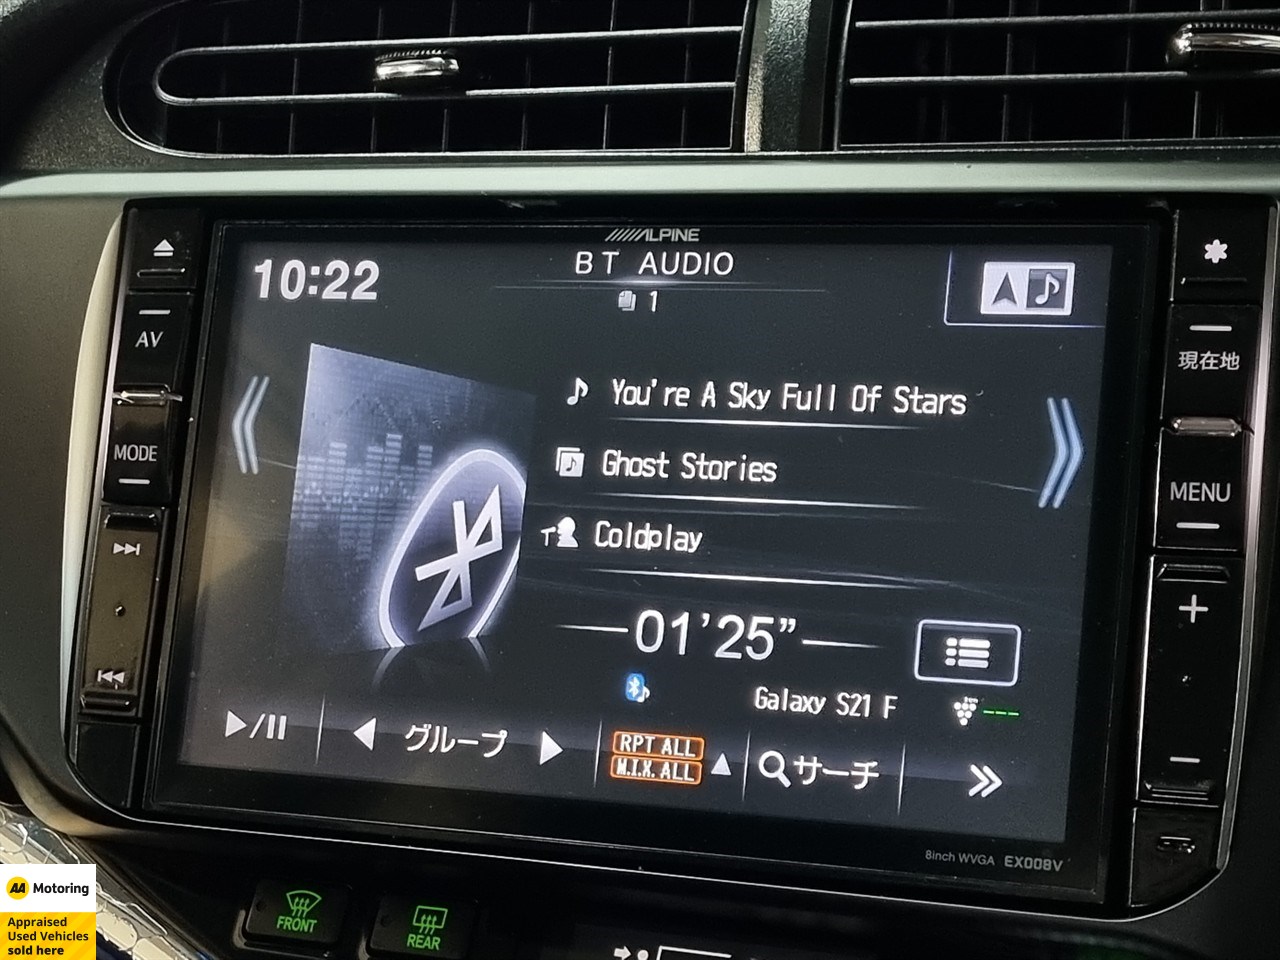 ALPINE
10:22
BT AUDIO
1
AV
MODE
現在地
MENU
You're A Sky Full Of Stars
Ghost Stories
Coldplay
01'25"
Galaxy S21 F
グループ
RPT ALL
M.I.X. ALL
サーチ
8inch WVGA EX008V
FRONT
REAR
AA Motoring
Appraised
Used Vehicles
sold here